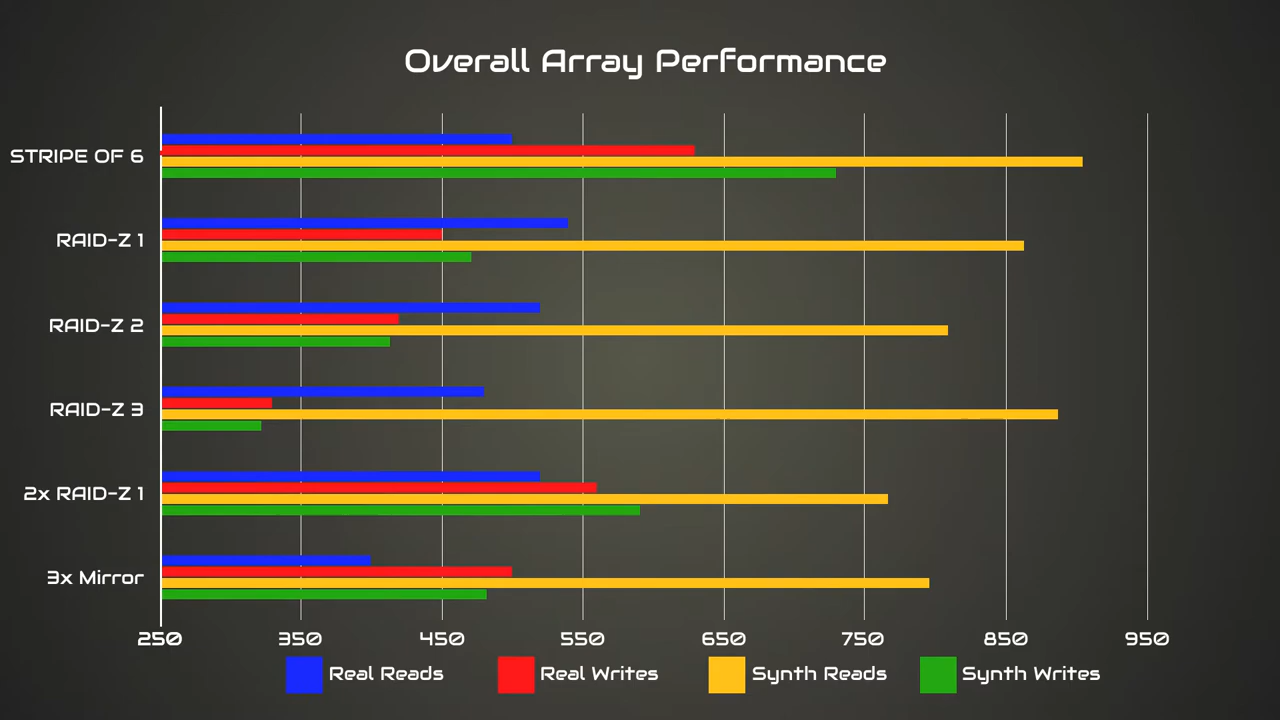 Overall Array Performance
STRIPE OF 6
RAID-Z 1
RAID-Z 2
RAID-Z 3
2x RAID-Z 1
3x Mirror
250 350 450 550 650 750 850 950
Real Reads Real Writes Synth Reads Synth Writes